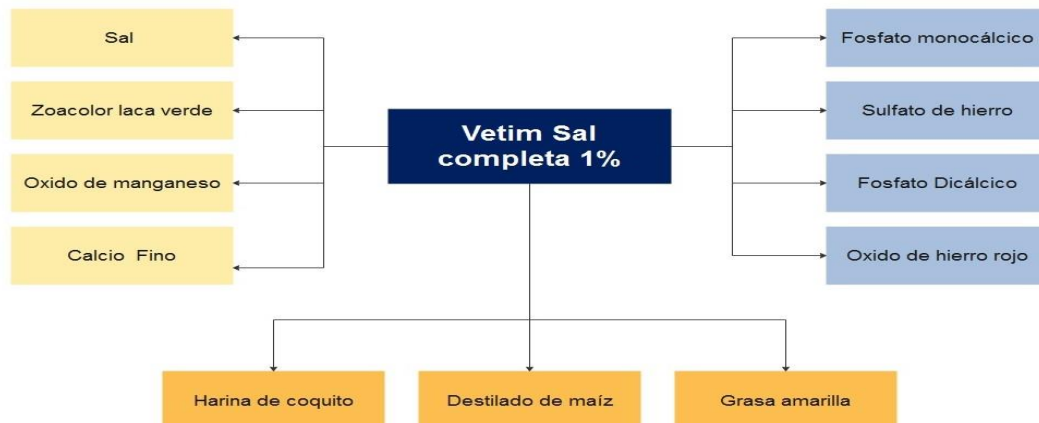 Sal
Zoacolor laca verde
Oxido de manganeso
Calcio Fino
Vetim Sal
completa 1%
Fosfato monocálcico
Sulfato de hierro
Fosfato Dicálcico
Oxido de hierro rojo
Harina de coquito
Destilado de maíz
Grasa amarilla